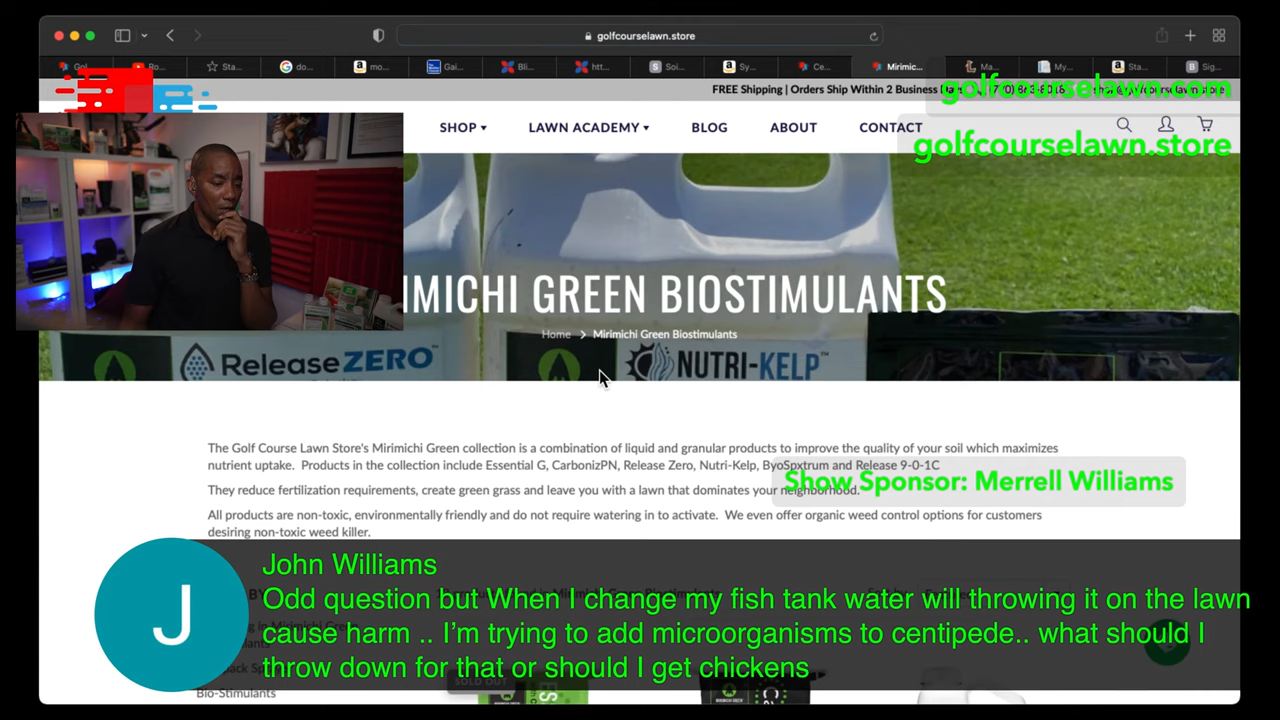 golfcourselawn.store
Mirimic...
FREE Shipping | Orders Ship Within 2 Business Days
golfcourselawn.com
SHOP
LAWN ACADEMY
BLOG
ABOUT
CONTACT
golfcourselawn.store
IMICHI GREEN BIOSTIMULANTS
Home > Mirimichi Green Biostimulants
ReleaseZERO™
NUTRI-KELP™
The Golf Course Lawn Store's Mirimichi Green collection is a combination of liquid and granular products to improve the quality of your soil which maximizes
nutrient uptake. Products in the collection include Essential G, CarbonizPN, Release Zero, Nutri-Kelp, ByoSpxtrum and Release 9-0-1C
Show Sponsor: Merrell Williams
They reduce fertilization requirements, create green grass and leave you with a lawn that dominates your neighborhood.
All products are non-toxic, environmentally friendly and do not require watering in to activate. We even offer organic weed control options for customers
desiring non-toxic weed killer.
J
John Williams
Odd question but When I change my fish tank water will throwing it on the lawn
cause harm .. I'm trying to add microorganisms to centipede.. what should I
throw down for that or should I get chickens
SOLD OUT
Bio-Stimulants